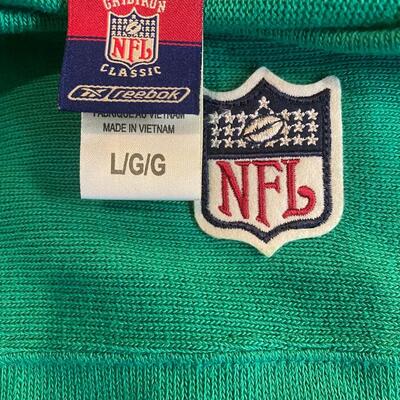 GRIDIRON
NFL
CLASSIC
Reebok
FABRIQUÉ AU VIETNAM
MADE IN VIETNAM
L/G/G
NFL